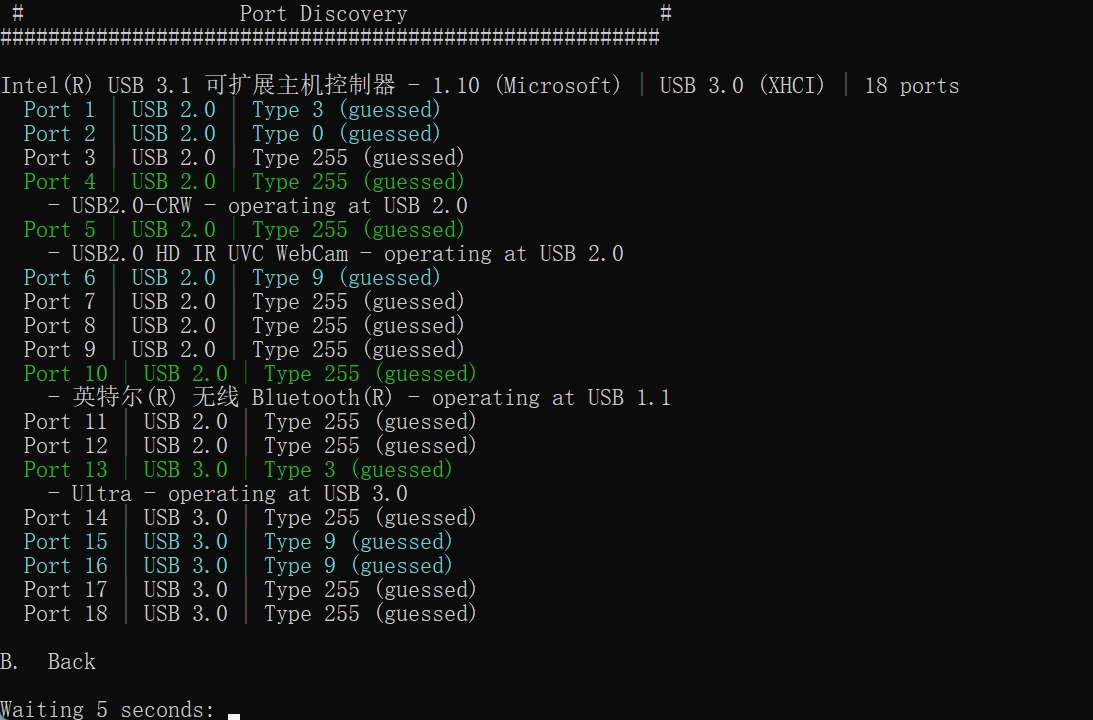 # Port Discovery #
#######################################################
Intel(R) USB 3.1 可扩展主机控制器 - 1.10 (Microsoft) | USB 3.0 (XHCI) | 18 ports
Port 1 | USB 2.0 | Type 3 (guessed)
Port 2 | USB 2.0 | Type 0 (guessed)
Port 3 | USB 2.0 | Type 255 (guessed)
Port 4 | USB 2.0 | Type 255 (guessed)
- USB2.0-CRW - operating at USB 2.0
Port 5 | USB 2.0 | Type 255 (guessed)
- USB2.0 HD IR UVC WebCam - operating at USB 2.0
Port 6 | USB 2.0 | Type 9 (guessed)
Port 7 | USB 2.0 | Type 255 (guessed)
Port 8 | USB 2.0 | Type 255 (guessed)
Port 9 | USB 2.0 | Type 255 (guessed)
Port 10 | USB 2.0 | Type 255 (guessed)
- 英特尔(R) 无线 Bluetooth(R) - operating at USB 1.1
Port 11 | USB 2.0 | Type 255 (guessed)
Port 12 | USB 2.0 | Type 255 (guessed)
Port 13 | USB 3.0 | Type 3 (guessed)
- Ultra - operating at USB 3.0
Port 14 | USB 3.0 | Type 255 (guessed)
Port 15 | USB 3.0 | Type 9 (guessed)
Port 16 | USB 3.0 | Type 9 (guessed)
Port 17 | USB 3.0 | Type 255 (guessed)
Port 18 | USB 3.0 | Type 255 (guessed)
B. Back
Waiting 5 seconds: